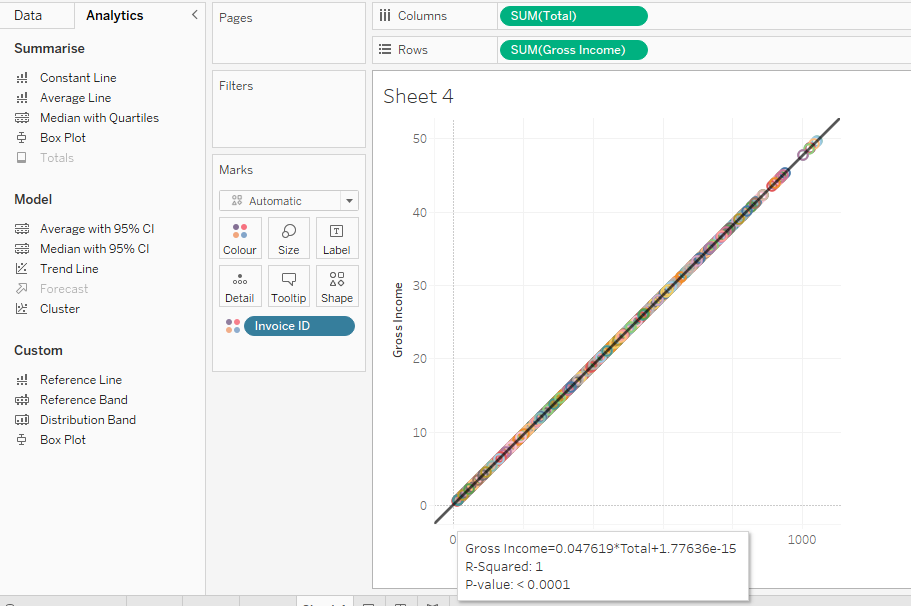 Data
Analytics
Summarise
Constant Line
Average Line
Median with Quartiles
Box Plot
Totals
Model
Average with 95% CI
Median with 95% CI
Trend Line
Forecast
Cluster
Custom
Reference Line
Reference Band
Distribution Band
Box Plot
Pages
Filters
Marks
Automatic
Colour
Size
Label
Detail
Tooltip
Shape
Invoice ID
Columns
SUM(Total)
Rows
SUM(Gross Income)
Sheet 4
Gross Income
50
40
30
20
10
0
0
1000
Gross Income=0.047619*Total+1.77636e-15
R-Squared: 1
P-value: < 0.0001